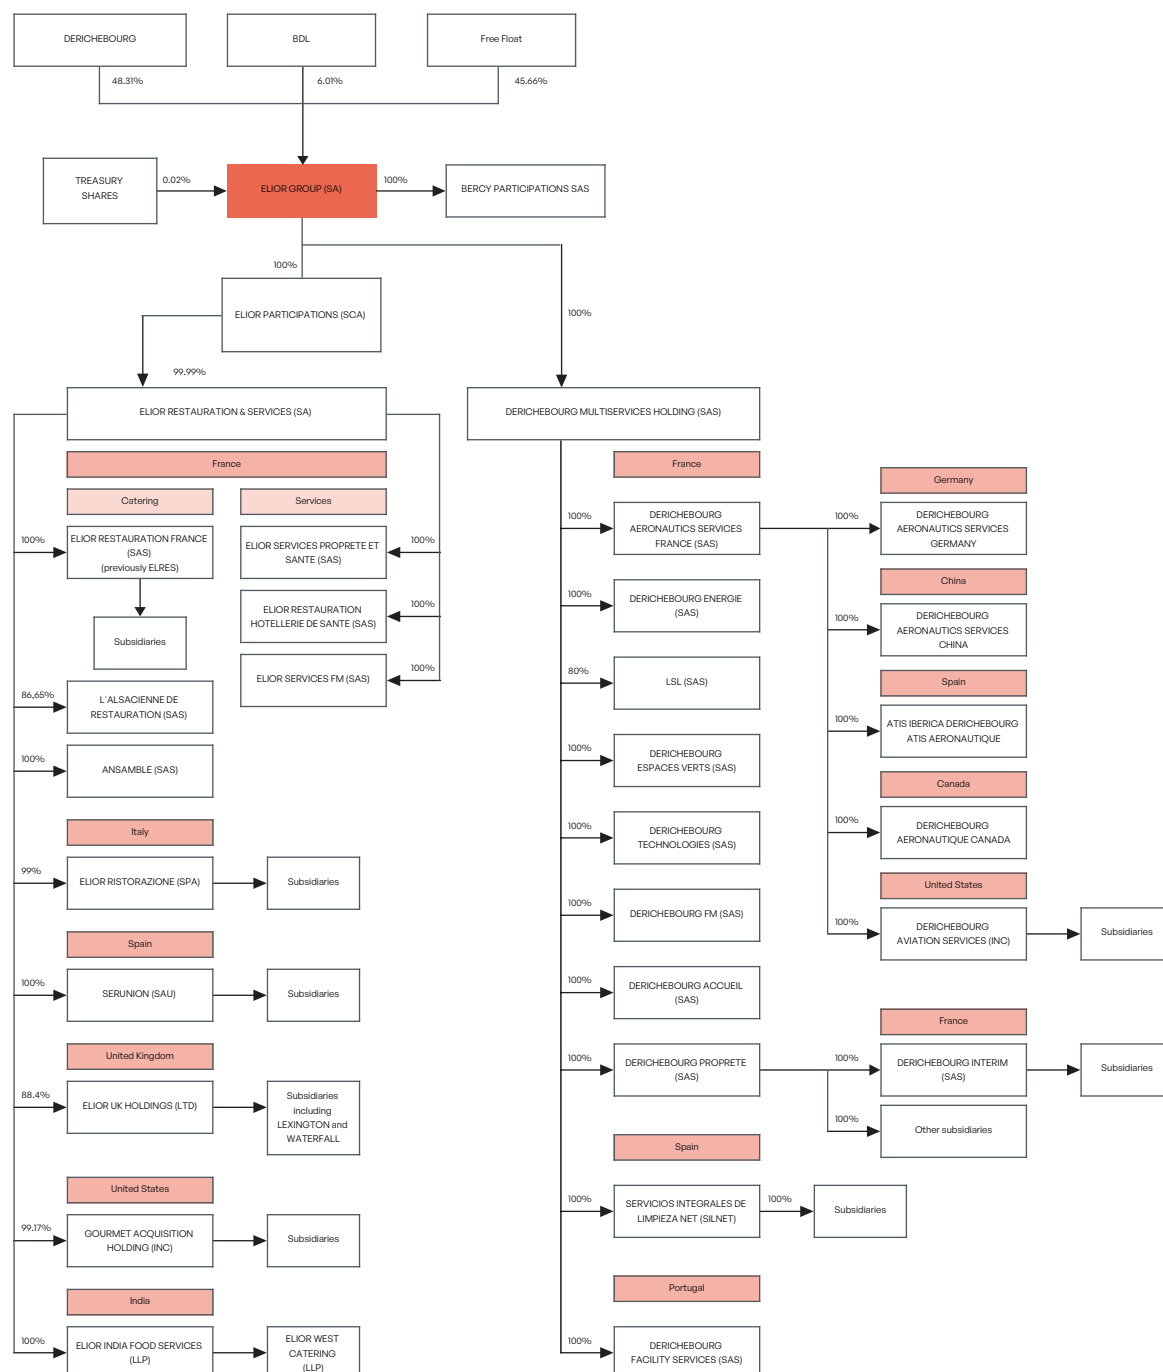 DERICHEBOURG
BDL
Free Float
48.31%
6.01%
45.66%
TREASURY
SHARES
0.02%
ELIOR GROUP (SA)
100%
BERCY PARTICIPATIONS SAS
100%
ELIOR PARTICIPATIONS (SCA)
100%
99.99%
ELIOR RESTAURATION & SERVICES (SA)
DERICHEBOURG MULTISERVICES HOLDING (SAS)
France
Catering
Services
100%
ELIOR RESTAURATION FRANCE
(SAS)
(previously ELRES)
Subsidiaries
ELIOR SERVICES PROPRETE ET
SANTE (SAS)
100%
ELIOR RESTAURATION
HOTELLERIE DE SANTE (SAS)
100%
ELIOR SERVICES FM (SAS)
100%
86,65%
L'ALSACIENNE DE
RESTAURATION (SAS)
100%
ANSAMBLE (SAS)
Italy
99%
ELIOR RISTORAZIONE (SPA)
Subsidiaries
Spain
100%
SERUNION (SAU)
Subsidiaries
United Kingdom
88.4%
ELIOR UK HOLDINGS (LTD)
Subsidiaries
including
LEXINGTON and
WATERFALL
United States
99.17%
GOURMET ACQUISITION
HOLDING (INC)
Subsidiaries
India
100%
ELIOR INDIA FOOD SERVICES
(LLP)
ELIOR WEST
CATERING
(LLP)
France
100%
DERICHEBOURG
AERONAUTICS SERVICES
FRANCE (SAS)
100%
DERICHEBOURG ENERGIE
(SAS)
80%
LSL (SAS)
100%
DERICHEBOURG
ESPACES VERTS (SAS)
100%
DERICHEBOURG
TECHNOLOGIES (SAS)
100%
DERICHEBOURG FM (SAS)
100%
DERICHEBOURG ACCUEIL
(SAS)
100%
DERICHEBOURG PROPRETE
(SAS)
Spain
100%
SERVICIOS INTEGRALES DE
LIMPIEZA NET (SILNET)
100%
Subsidiaries
Portugal
100%
DERICHEBOURG
FACILITY SERVICES (SAS)
Germany
100%
DERICHEBOURG
AERONAUTICS SERVICES
GERMANY
China
100%
DERICHEBOURG
AERONAUTICS SERVICES
CHINA
Spain
100%
ATIS IBERICA DERICHEBOURG
ATIS AERONAUTIQUE
Canada
100%
DERICHEBOURG
AERONAUTIQUE CANADA
United States
100%
DERICHEBOURG
AVIATION SERVICES (INC)
Subsidiaries
France
100%
DERICHEBOURG INTERIM
(SAS)
Subsidiaries
100%
Other subsidiaries